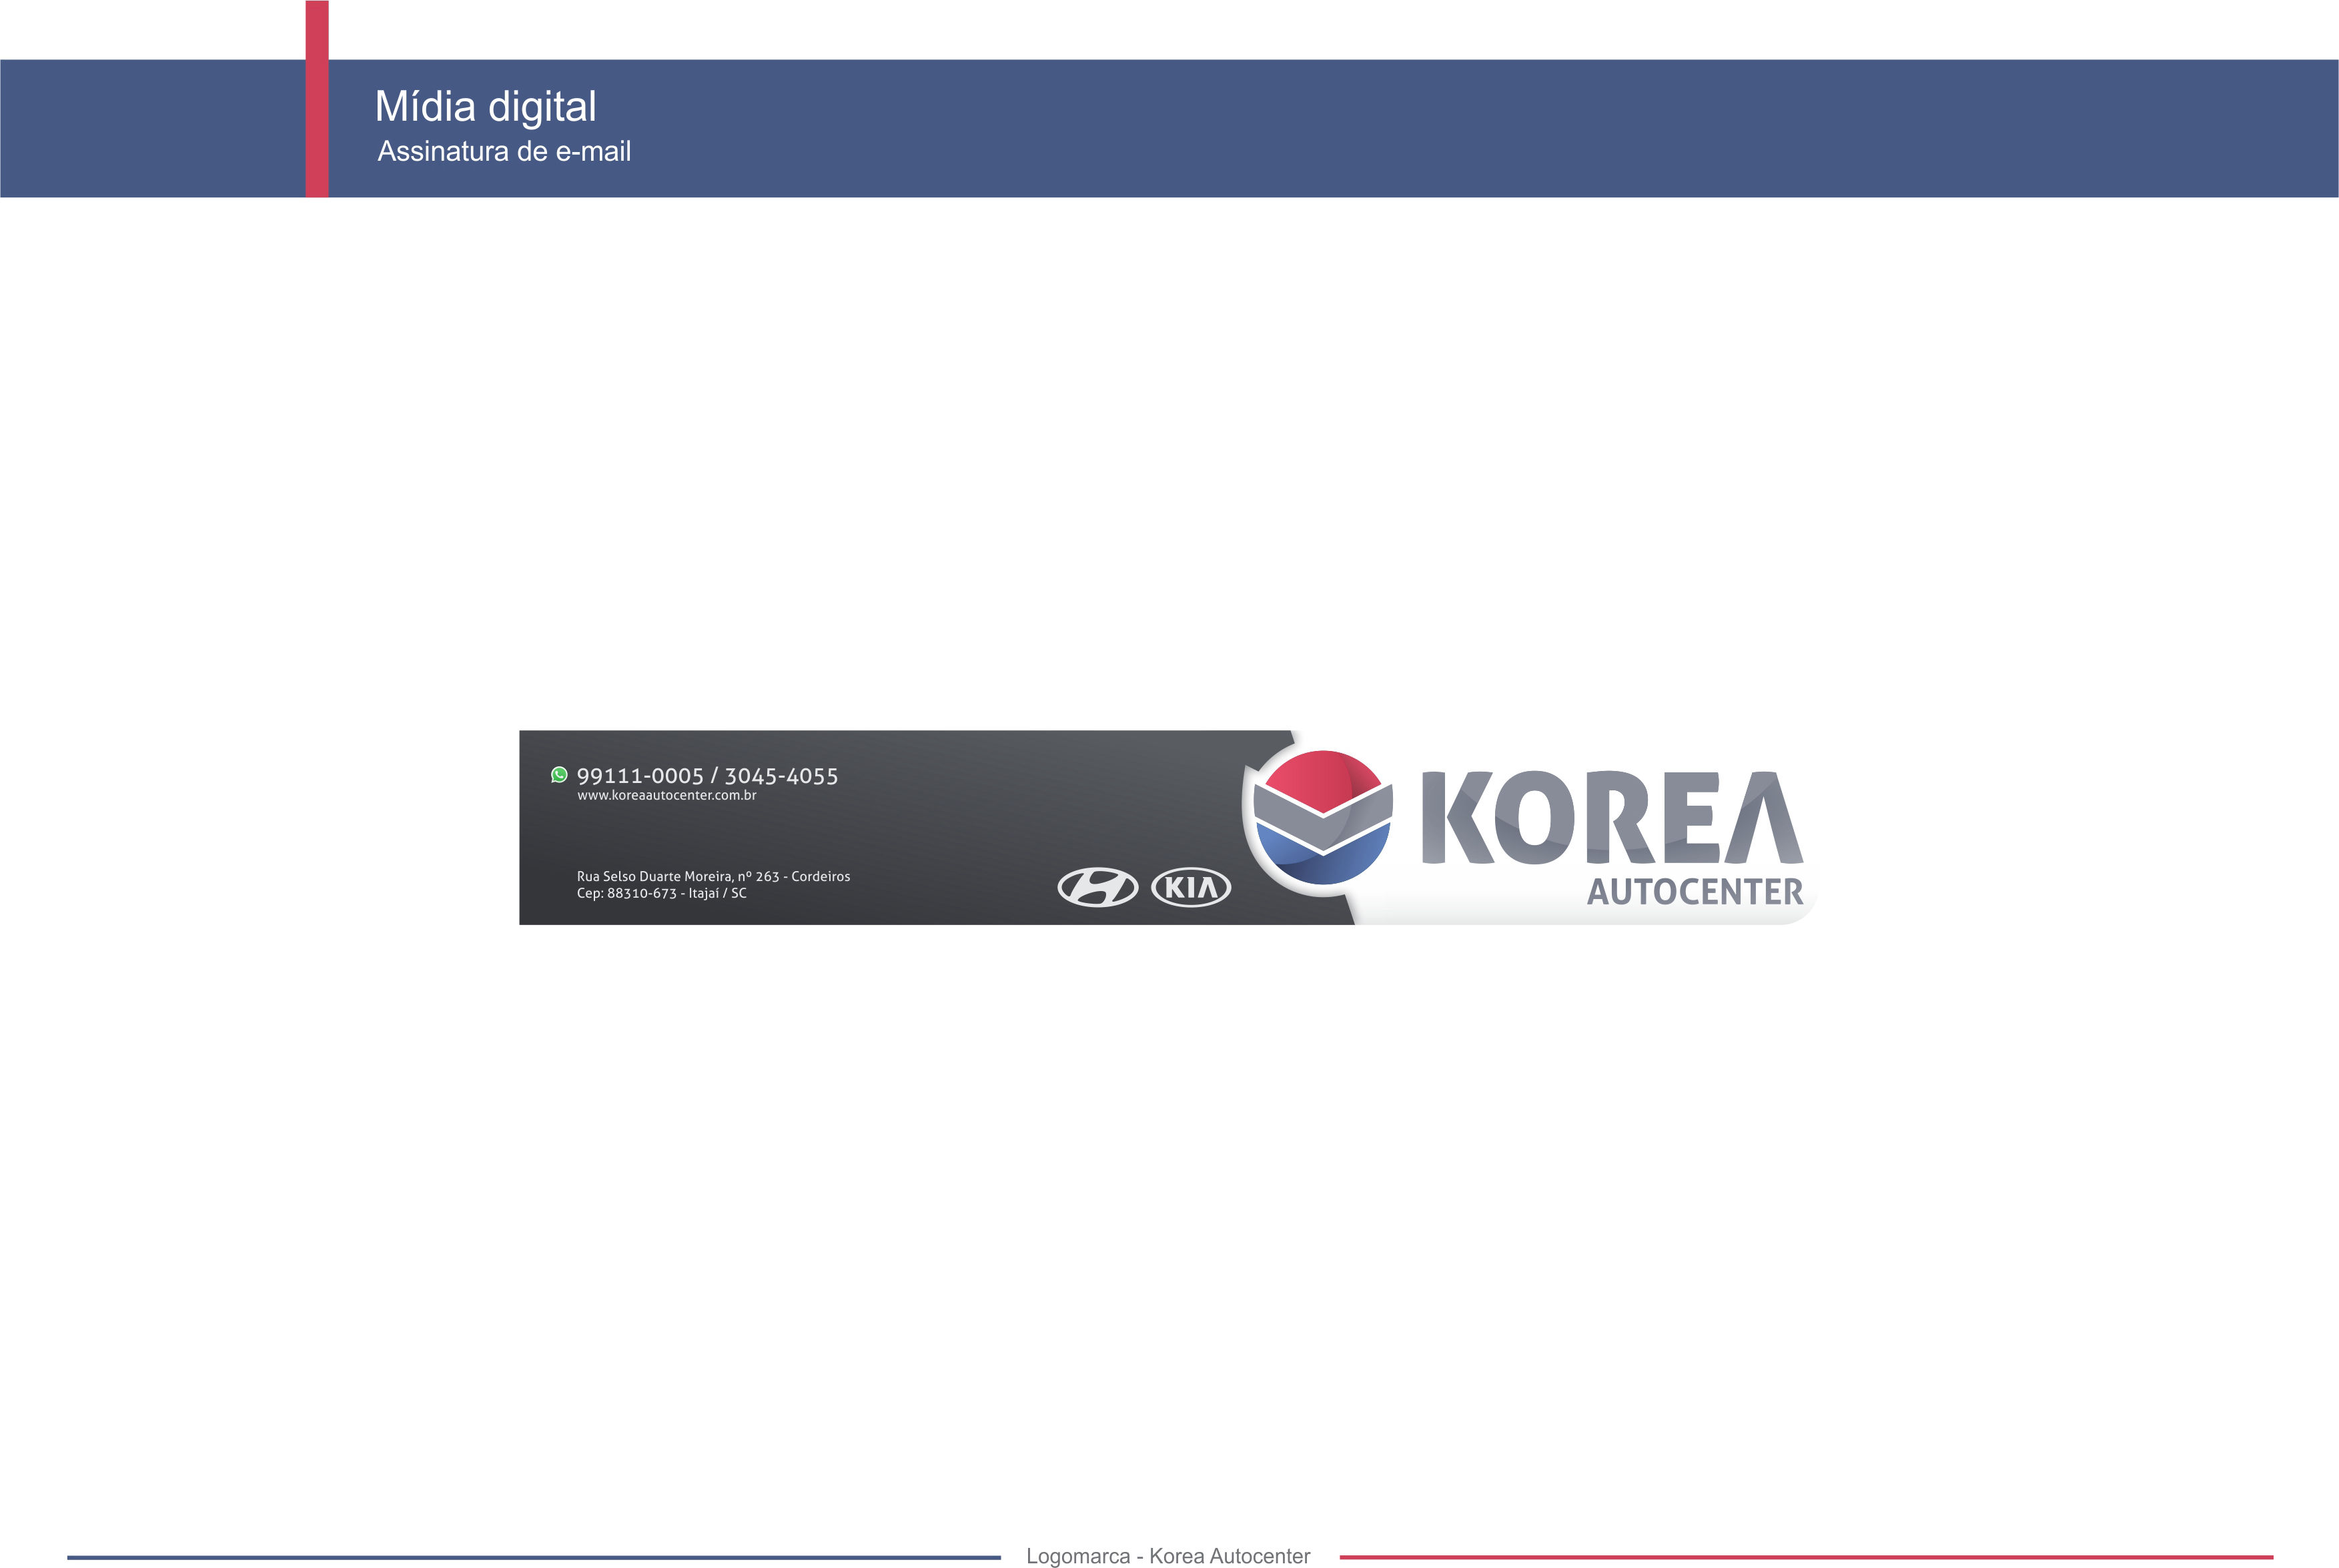 Mídia digital
Assinatura de e-mail
99111-0005 / 3045-4055
www.koreaautocenter.com.br
Rua Selso Duarte Moreira, nº 263 - Cordeiros
Cep: 88310-673 - Itajaí / SC
KIA
KOREA
AUTOCENTER
Logomarca - Korea Autocenter